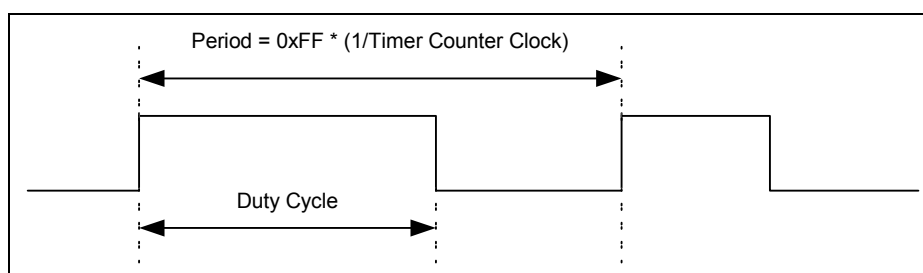 Period = 0xFF * (1/Timer Counter Clock)
Duty Cycle